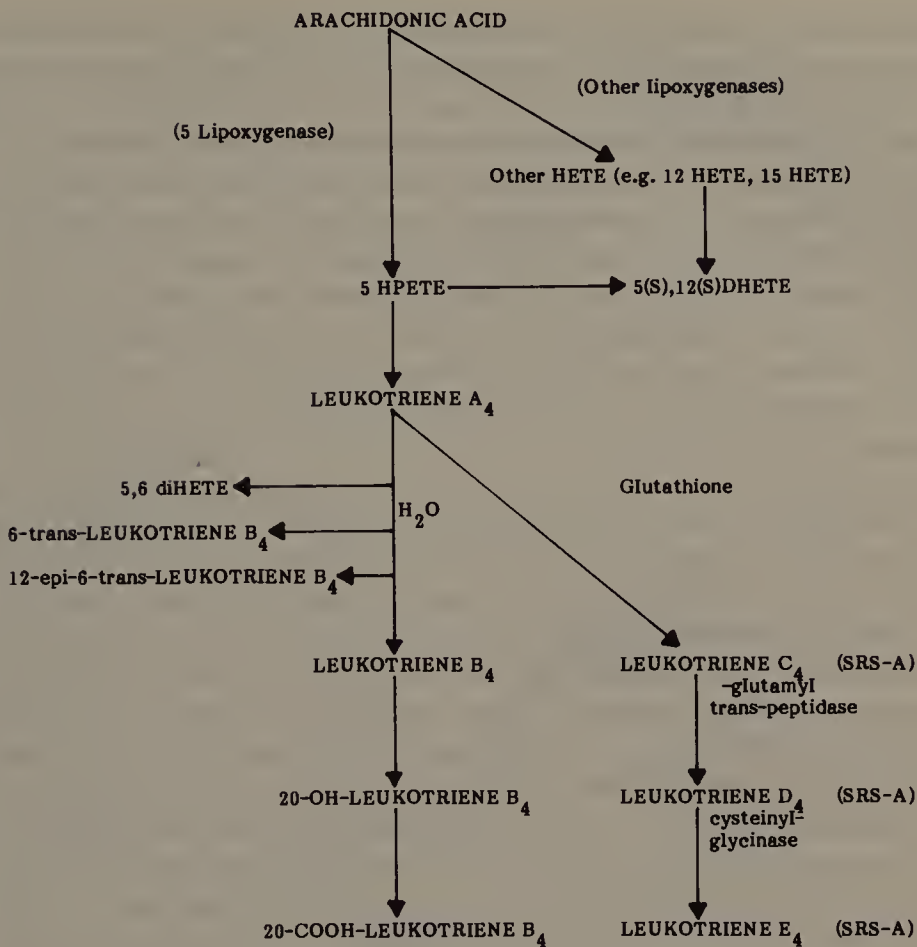 ARACHIDONIC ACID
(Other lipoxygenases)
(5 Lipoxygenase)
Other HETE (e.g. 12 HETE, 15 HETE)
5 HPETE
5(S),12(S)DHETE
LEUKOTRIENE A4
5,6 diHETE
Glutathione
H2O
6-trans-LEUKOTRIENE B4
12-epi-6-trans-LEUKOTRIENE B4
LEUKOTRIENE B4
LEUKOTRIENE C4 (SRS-A)
-glutamyl
trans-peptidase
20-OH-LEUKOTRIENE B4
LEUKOTRIENE D4 (SRS-A)
cysteinyl-
glycinase
20-COOH-LEUKOTRIENE B4
LEUKOTRIENE E4 (SRS-A)